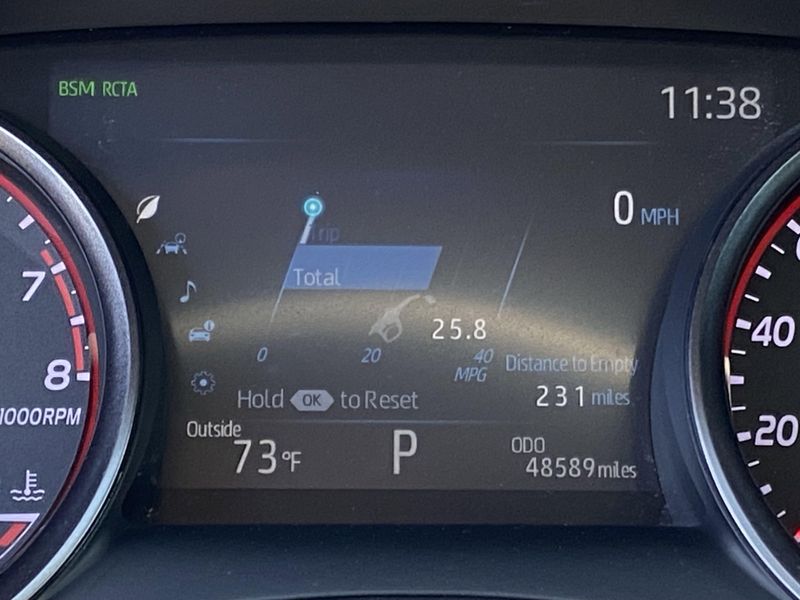 BSM RCTA
11:38
0 MPH
Trip
Total
25.8
0 20 40
MPG
Distance to Empty
231 miles
Hold OK to Reset
Outside
73°F
P
ODO
48589 miles
7
8
1000RPM
40
20